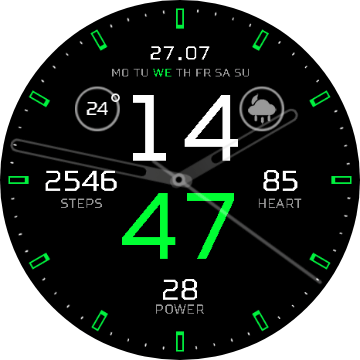 27.07
MO TU WE TH FR SA SU
24°
14
2546
STEPS
85
HEART
47
28
POWER